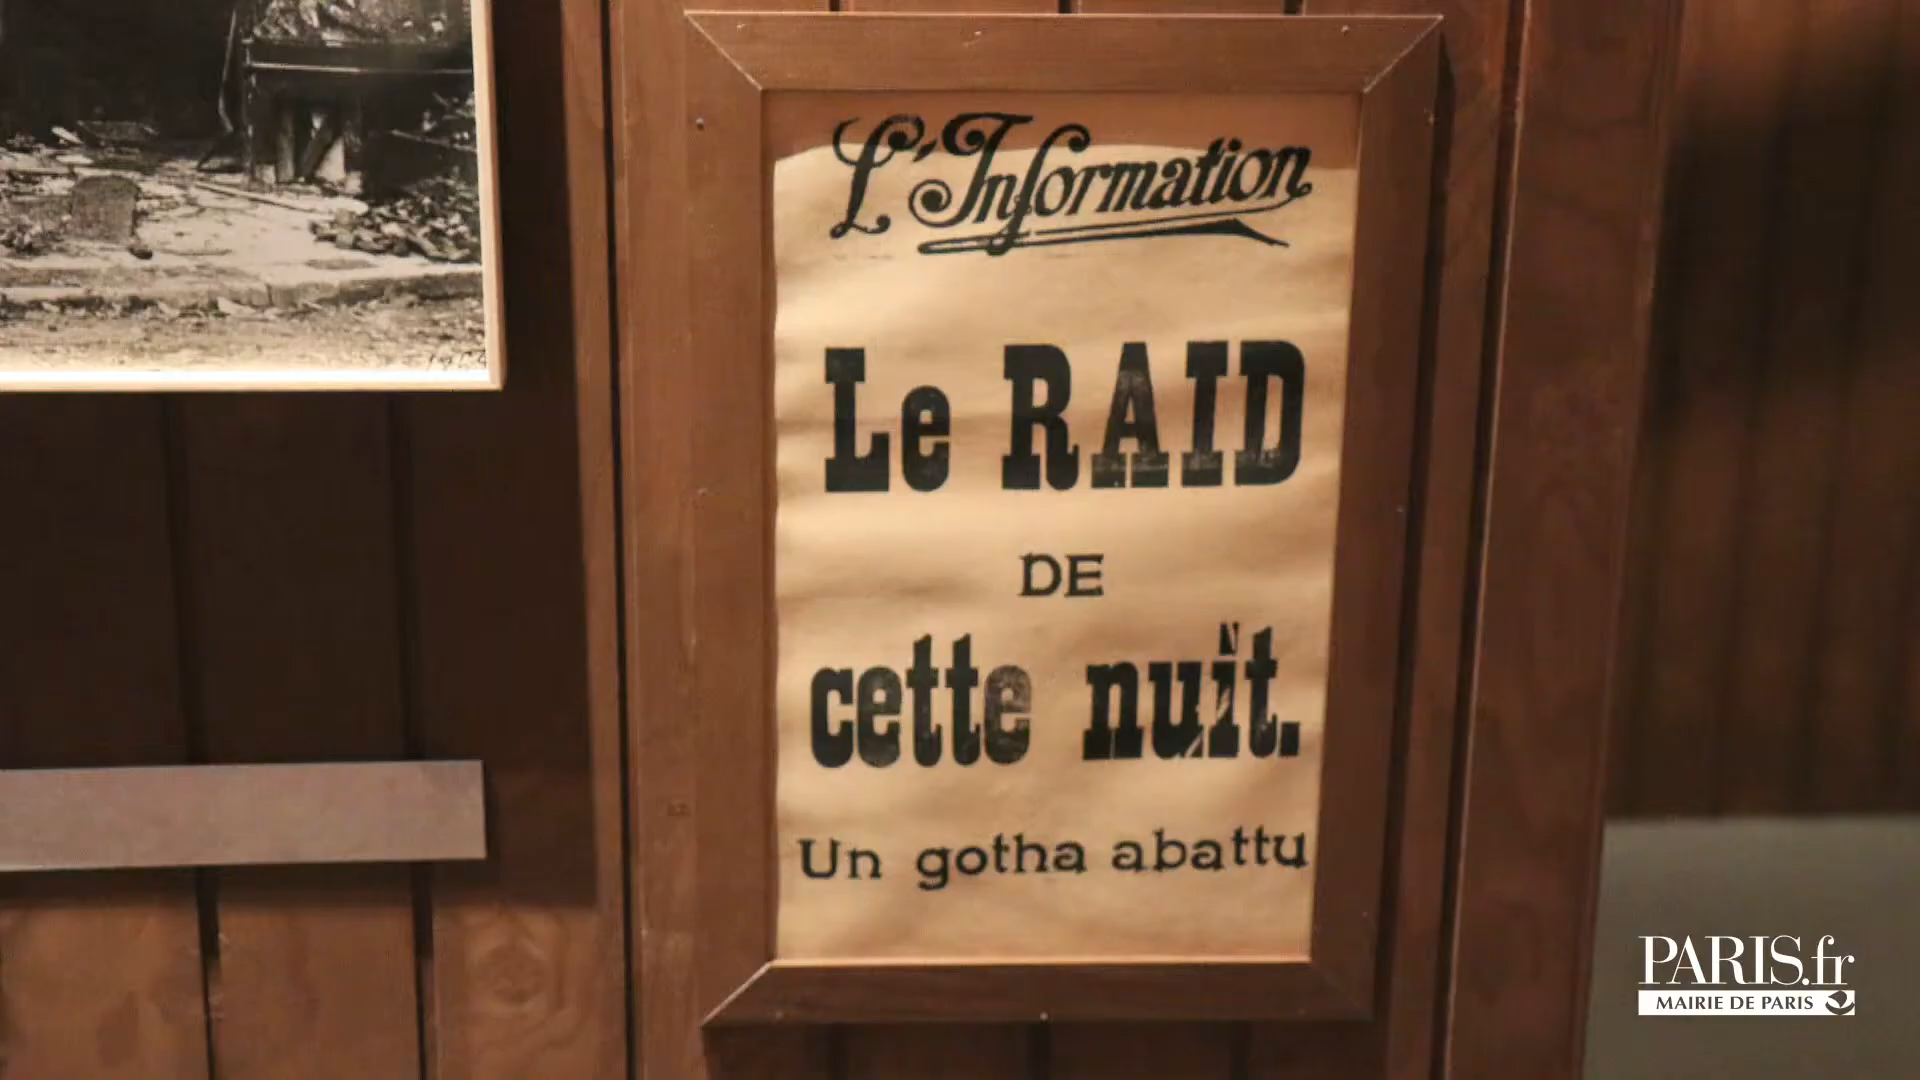 L'Information
Le RAID
DE
cette nuit.
Un gotha abattu
PARIS.fr
MAIRIE DE PARIS